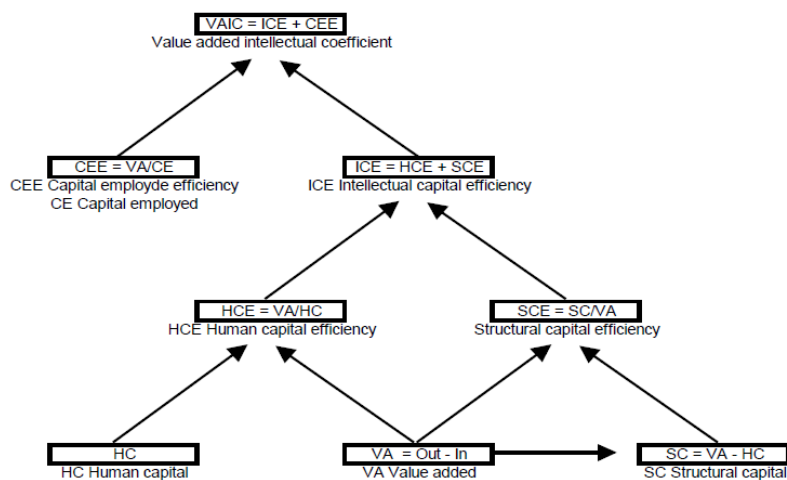 VAIC = ICE + CEE
Value added intellectual coefficient
CEE = VA/CE
CEE Capital employde efficiency
CE Capital employed
ICE = HCE + SCE
ICE Intellectual capital efficiency
HCE = VA/HC
HCE Human capital efficiency
SCE = SC/VA
Structural capital efficiency
HC
HC Human capital
VA = Out - In
VA Value added
SC = VA - HC
SC Structural capital